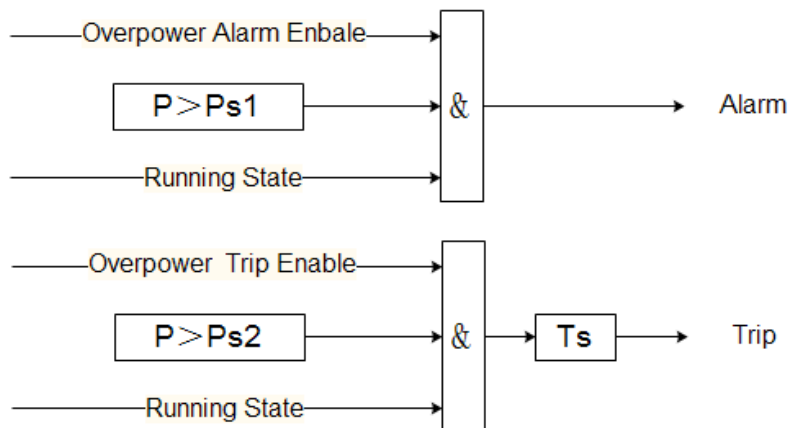 Overpower Alarm Enbale
P＞Ps1
&
Alarm
Running State
Overpower Trip Enable
P＞Ps2
&
Ts
Trip
Running State